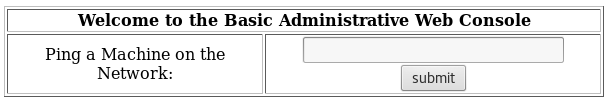 Welcome to the Basic Administrative Web Console
Ping a Machine on the
Network:
submit